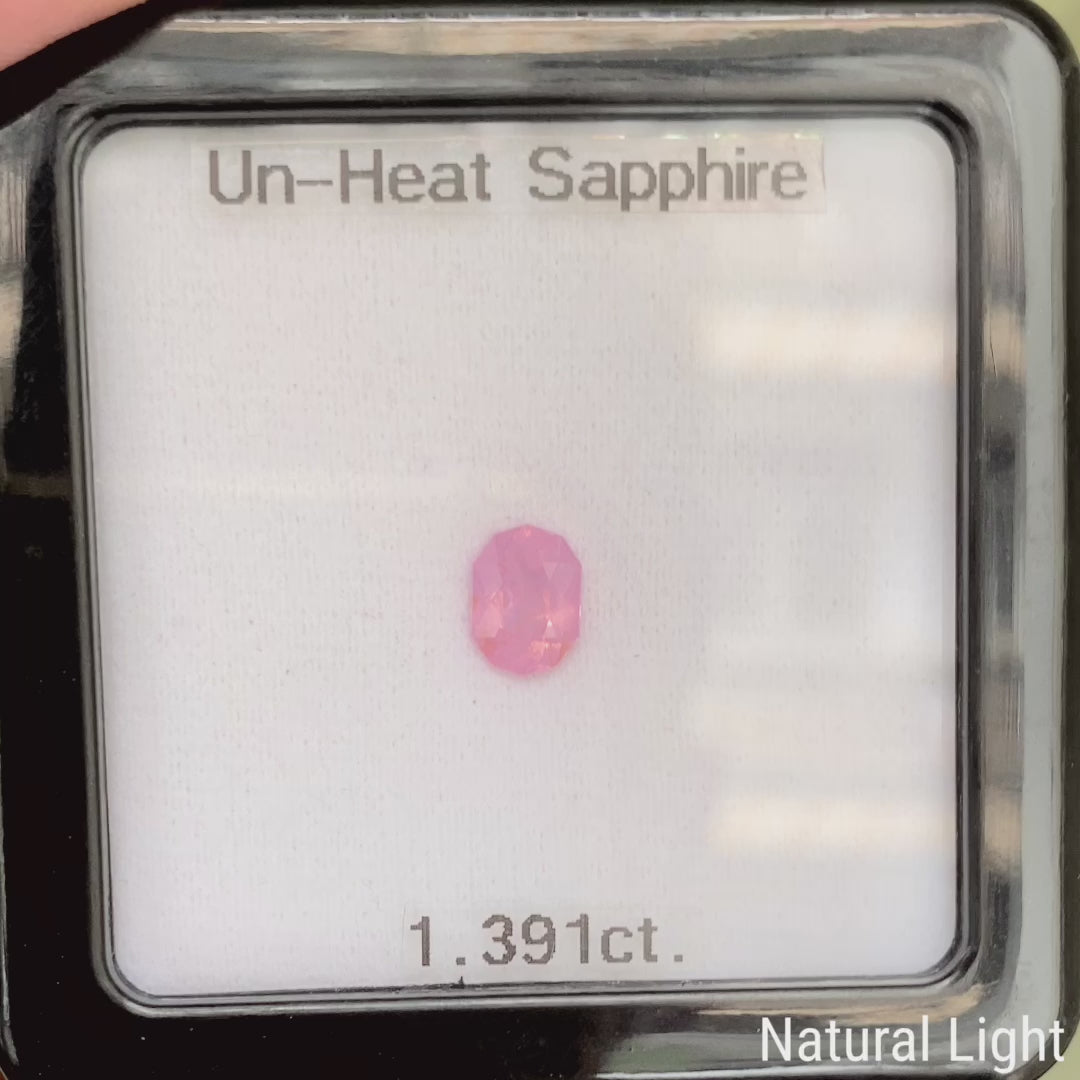 Un-Heat Sapphire
1.391ct.
Natural Light